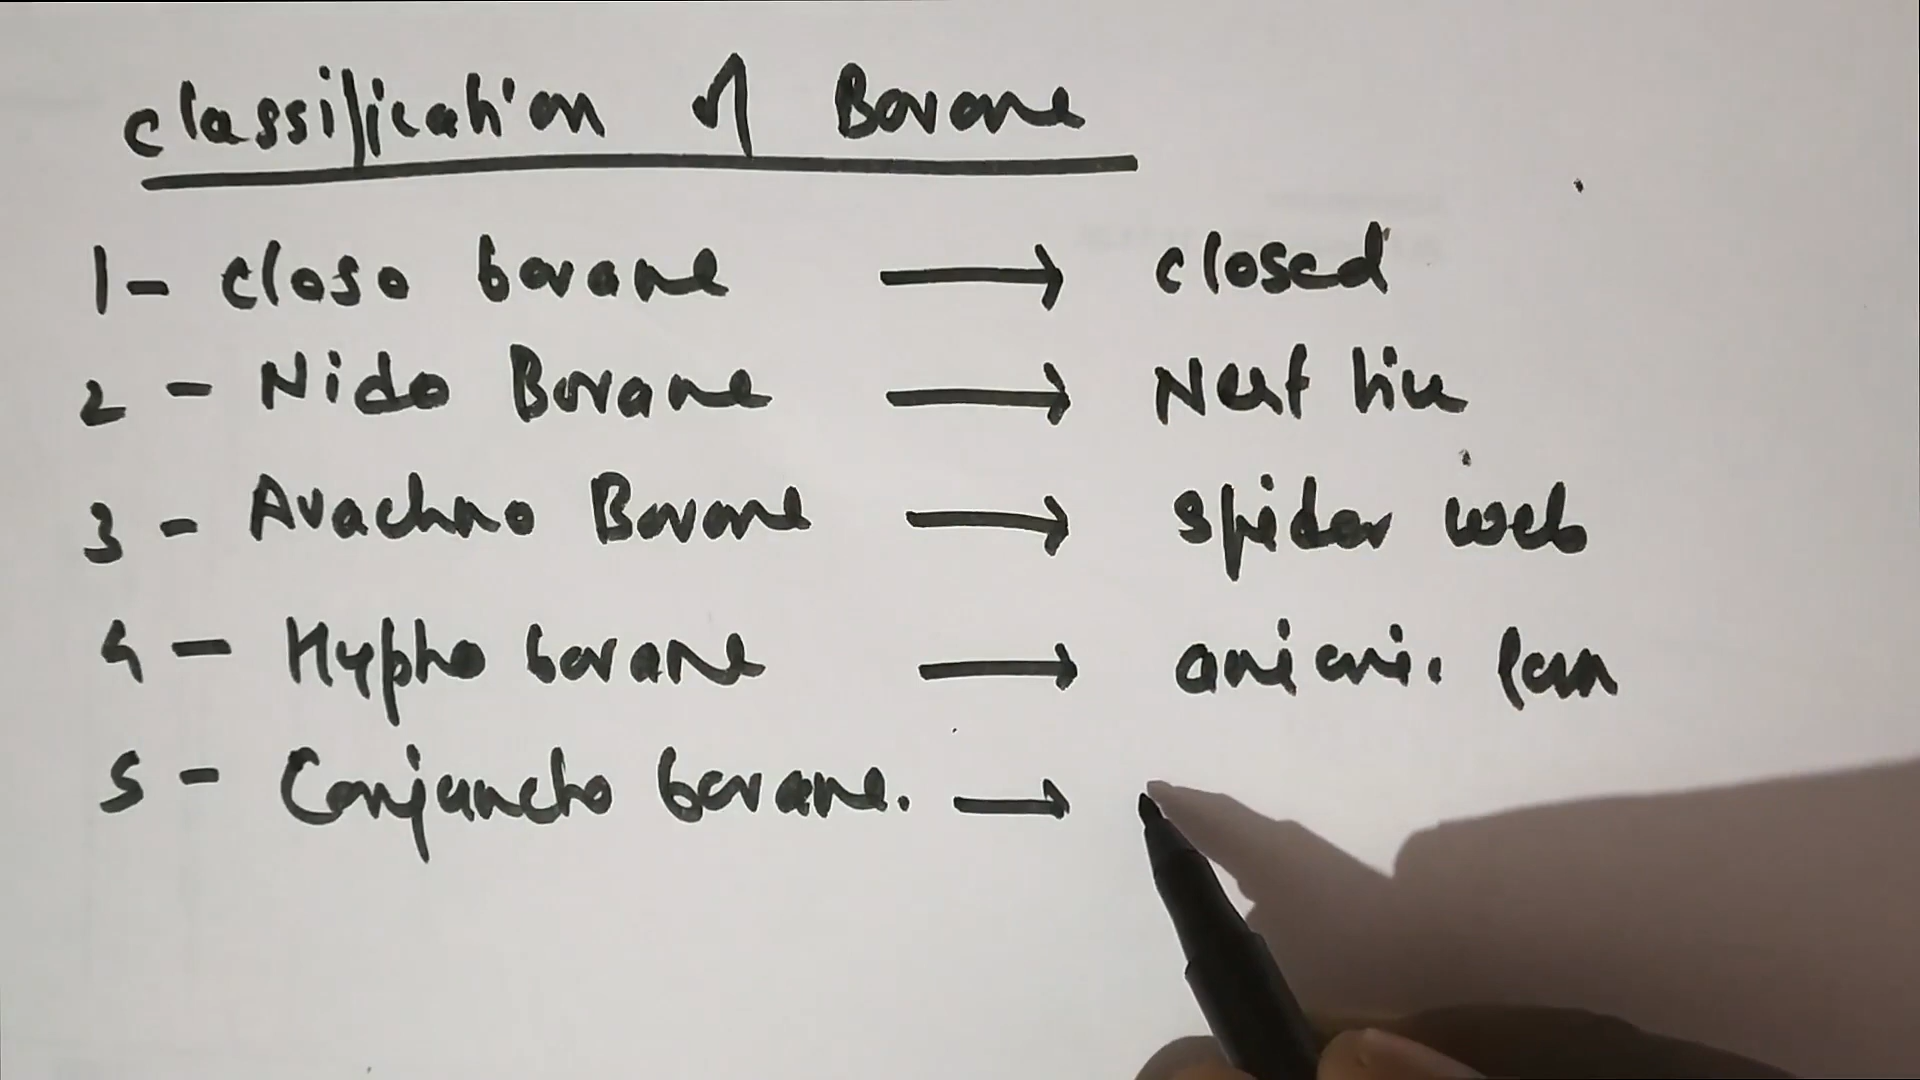 classification of Borane
1- closo borane → closed
2 - Nido Borane → Nest like
3 - Arachno Borane → spider web
4 - Hypho borane → anionic
5 - Conjuncto borane. →